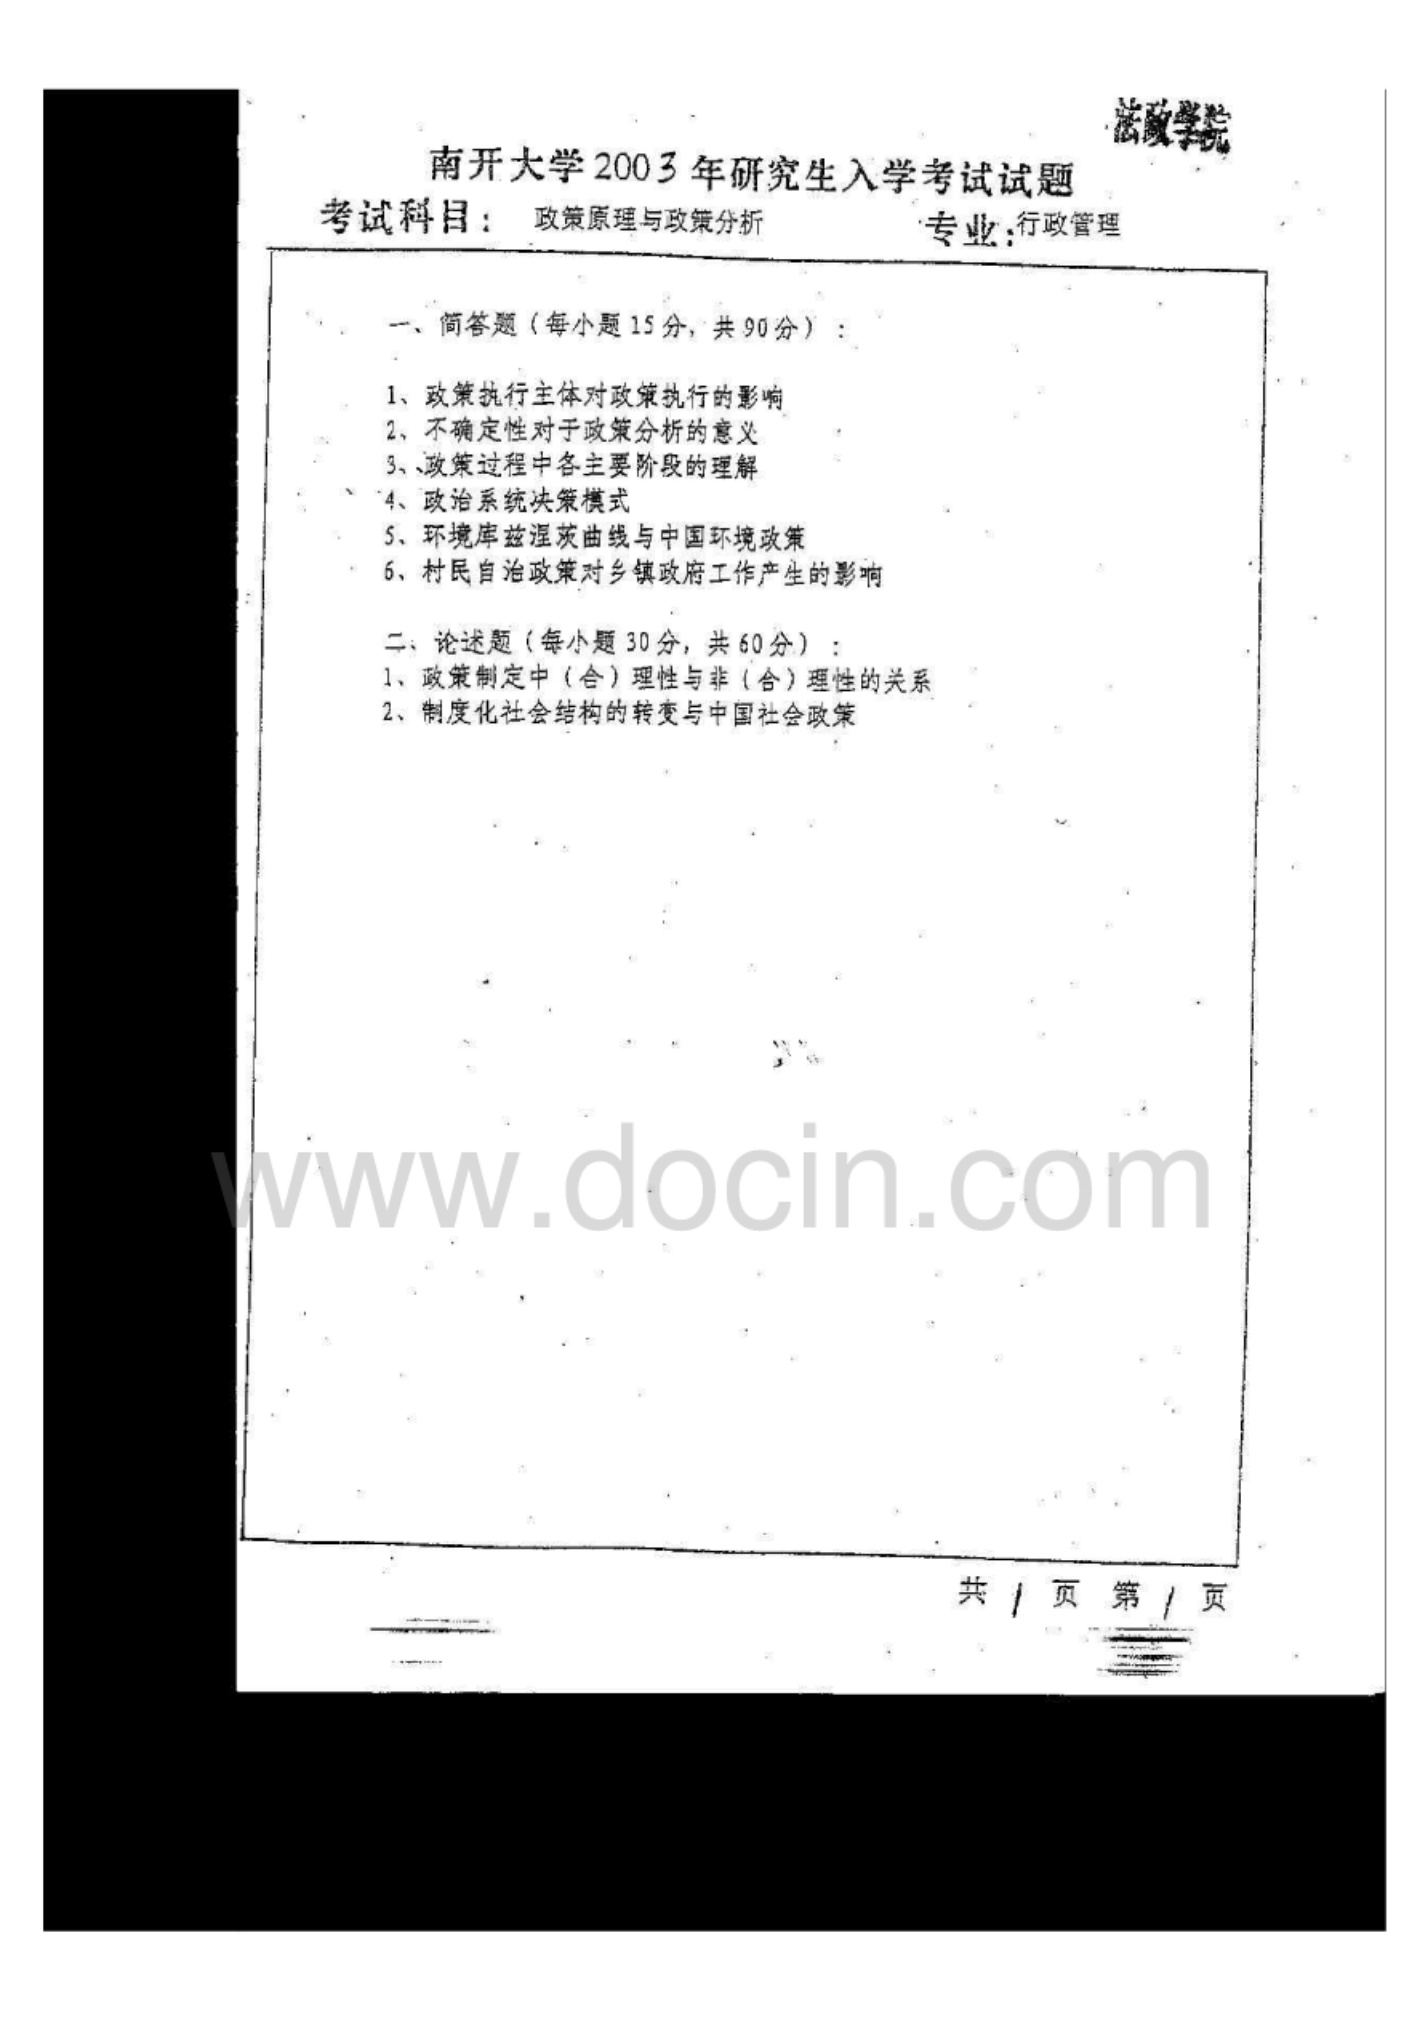 法政学院
南开大学2003年研究生入学考试试题
考试科目: 政策原理与政策分析 专业:行政管理
一、简答题（每小题15分，共90分）：
1、政策执行主体对政策执行的影响
2、不确定性对于政策分析的意义
3、政策过程中各主要阶段的理解
4、政治系统决策模式
5、环境库兹涅茨曲线与中国环境政策
6、村民自治政策对乡镇政府工作产生的影响
二、论述题（每小题30分，共60分）：
1、政策制定中（合）理性与非（合）理性的关系
2、制度化社会结构的转变与中国社会政策
www.docin.com
共 1 页 第 1 页